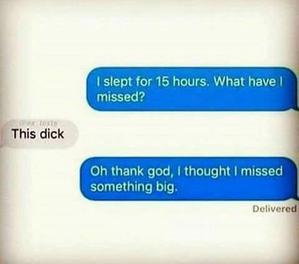 I slept for 15 hours. What have I
missed?
This dick
Oh thank god, I thought I missed
something big.
Delivered